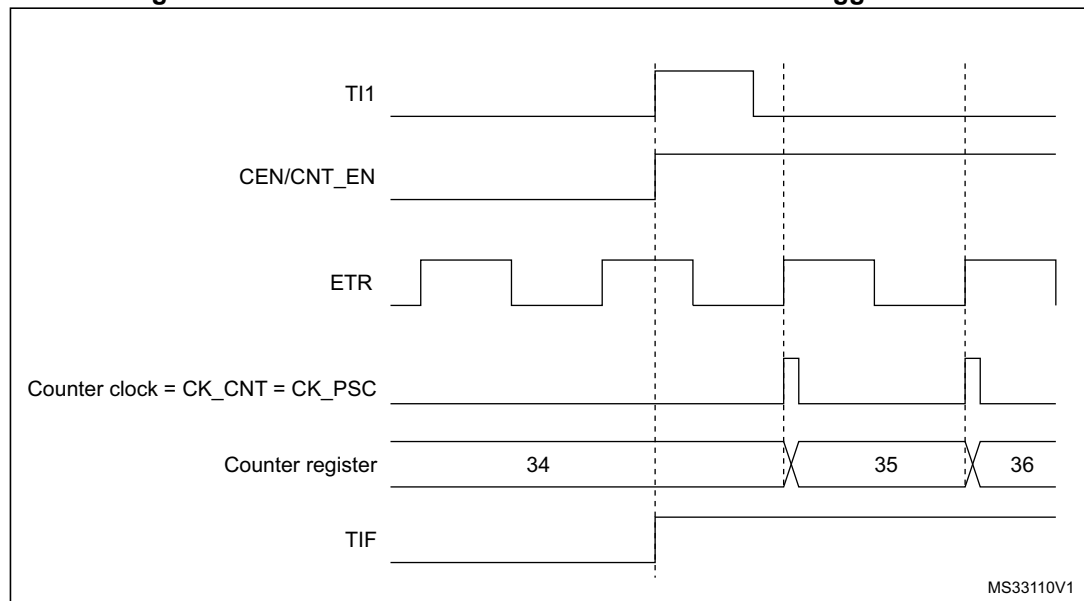 TI1
CEN/CNT_EN
ETR
Counter clock = CK_CNT = CK_PSC
Counter register 34 35 36
TIF
MS33110V1